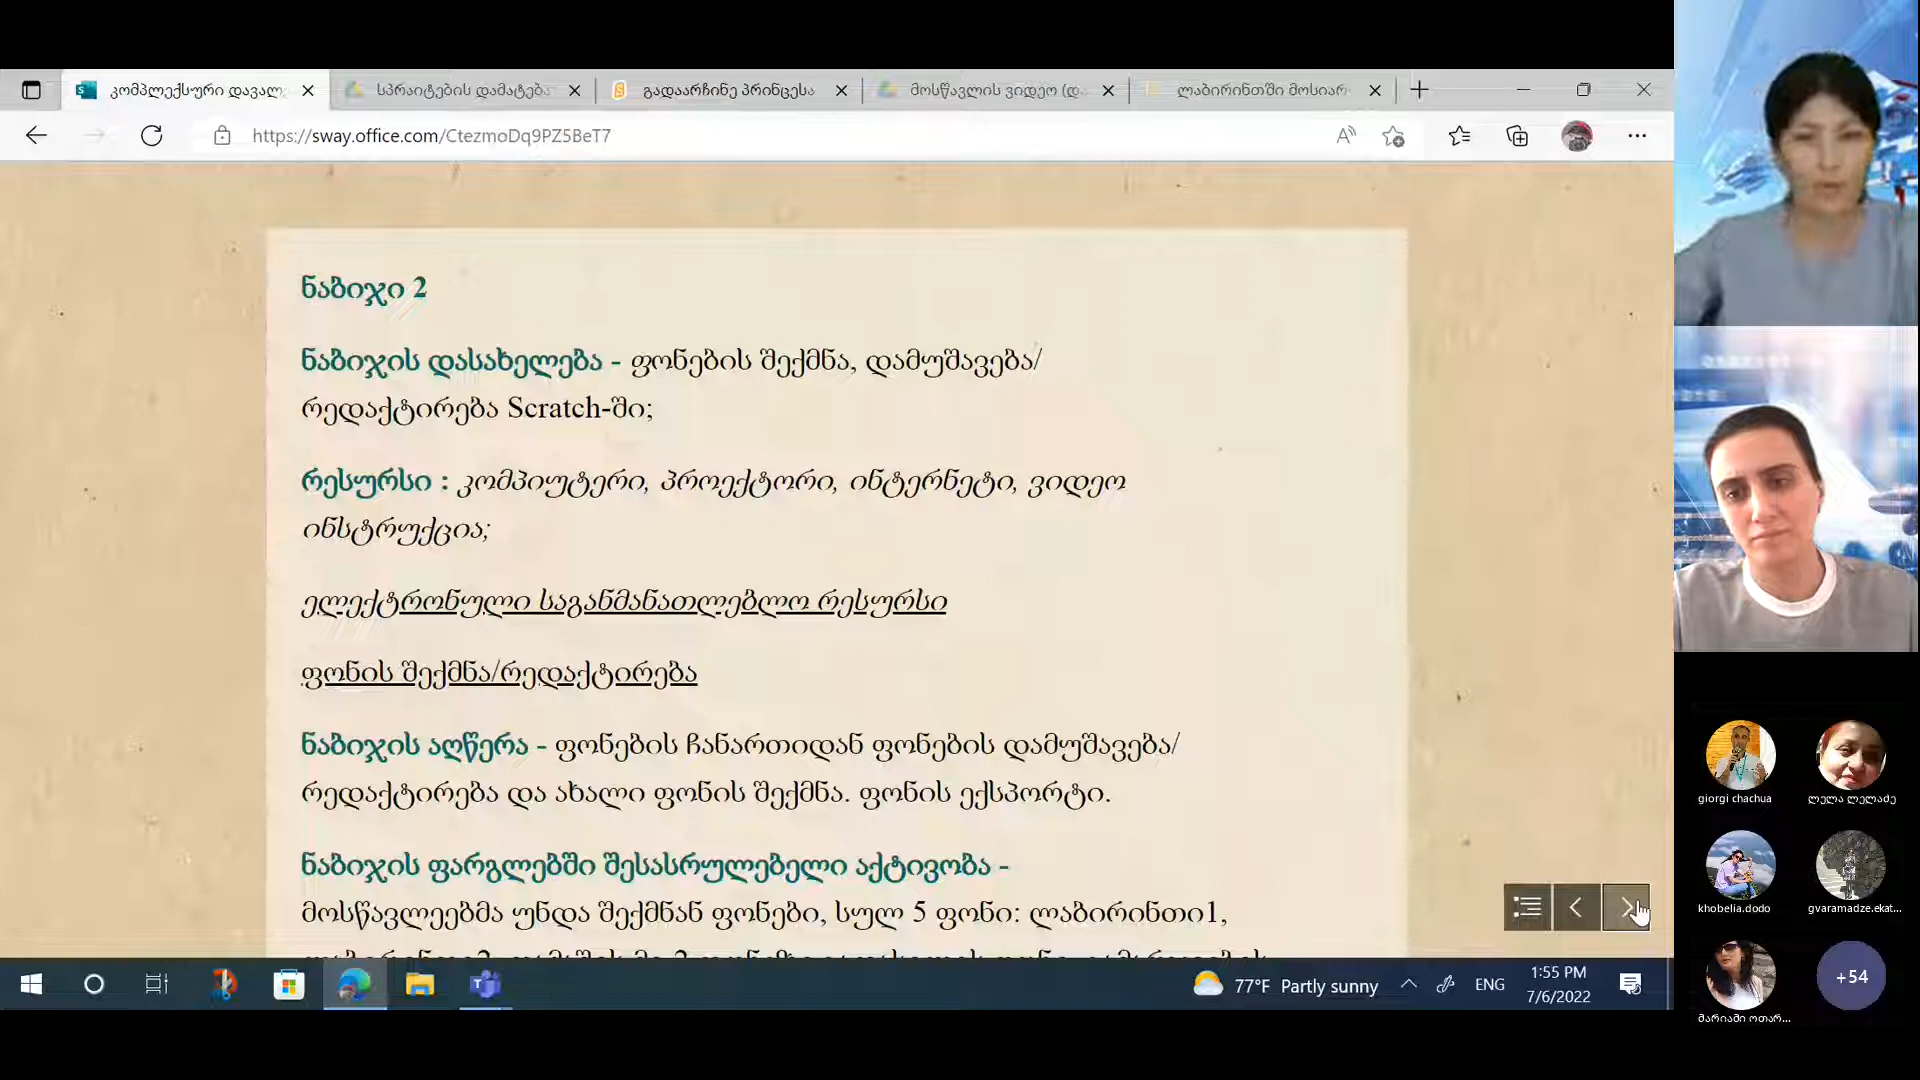 კომპლექსური დავალ
სპრაიტების დამატება
გადაარჩინე პრინცესა
მოსწავლის ვიდეო (დ...
ლაბირინთში მოსიარ
https://sway.office.com/CtezmoDq9PZ5BeT7
ნაბიჯი 2
ნაბიჯის დასახელება - ფონების შექმნა, დამუშავება/
რედაქტირება Scratch-ში;
რესურსი : კომპიუტერი, პროექტორი, ინტერნეტი, ვიდეო
ინსტრუქცია;
ელექტრონული საგანმანათლებლო რესურსი
ფონის შექმნა/რედაქტირება
ნაბიჯის აღწერა - ფონების ჩანართიდან ფონების დამუშავება/
რედაქტირება და ახალი ფონის შექმნა. ფონის ექსპორტი.
ნაბიჯის ფარგლებში შესასრულებელი აქტივობა -
მოსწავლეებმა უნდა შექმნან ფონები, სულ 5 ფონი: ლაბირინთი1,
77°F Partly sunny
ENG
1:55 PM
7/6/2022
giorgi chachua
ლელა ლელაძე
khobelia.dodo
gvaramadze.ekat...
მარიამი ოთარ...
+54